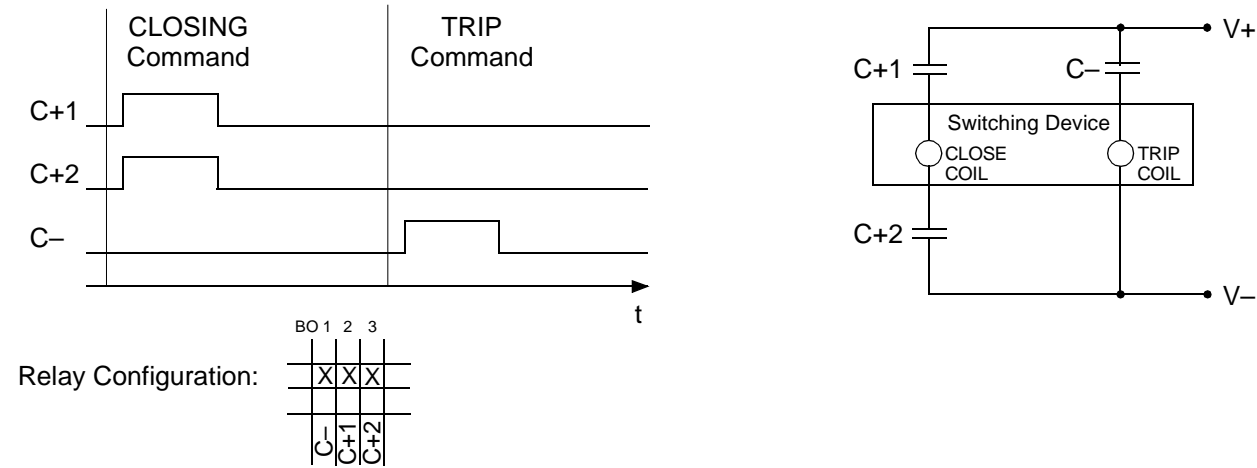 CLOSING
Command
TRIP
Command
C+1
C+2
C–
t
V+
C+1
C–
Switching Device
CLOSE
COIL
TRIP
COIL
C+2
V–
BO 1 2 3
Relay Configuration:
X X X
C– C+1 C+2